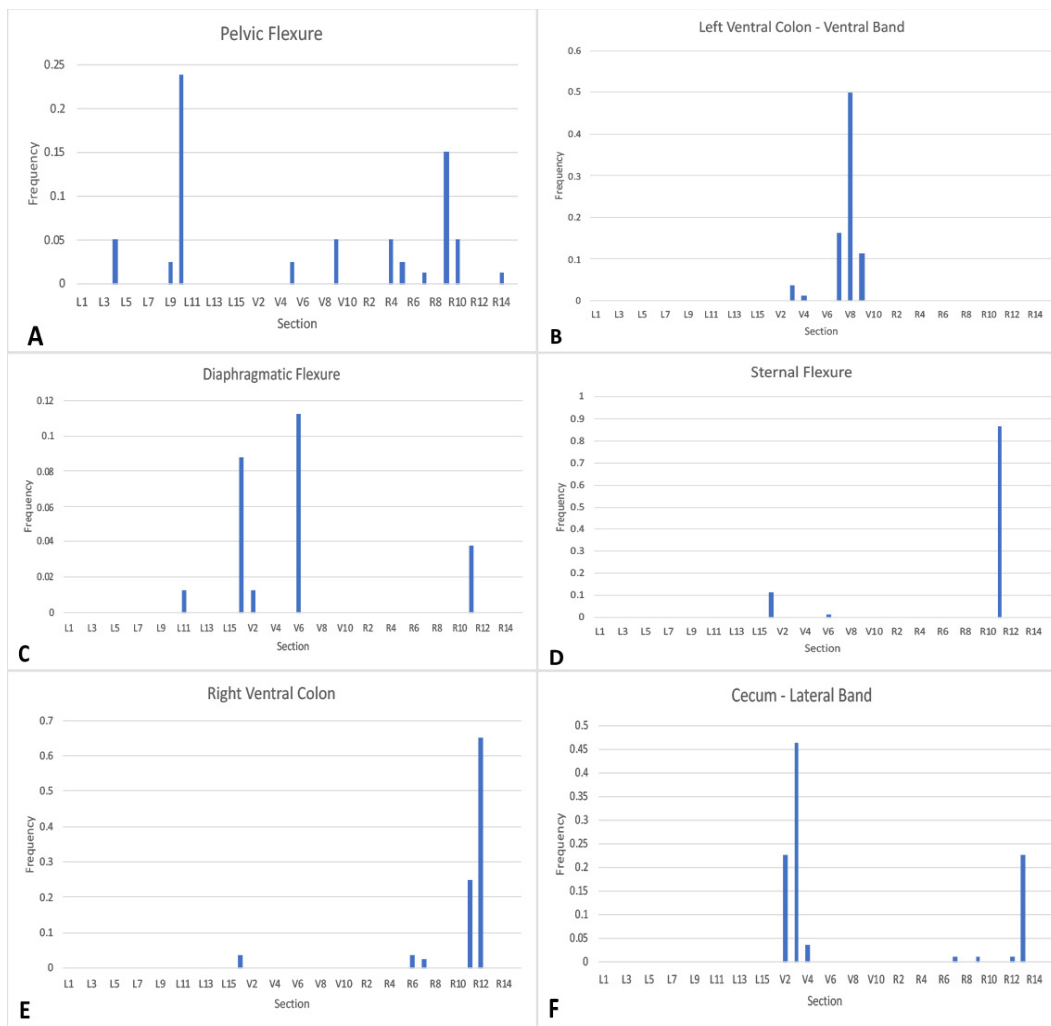 Pelvic Flexure
0.25
0.2
0.15
0.1
0.05
0
Frequency
L1 L3 L5 L7 L9 L11 L13 L15 V2 V4 V6 V8 V10 R2 R4 R6 R8 R10 R12 R14
Section
A
Left Ventral Colon - Ventral Band
0.6
0.5
0.4
0.3
0.2
0.1
0
Frequency
L1 L3 L5 L7 L9 L11 L13 L15 V2 V4 V6 V8 V10 R2 R4 R6 R8 R10 R12 R14
Section
B
Diaphragmatic Flexure
0.12
0.1
0.08
0.06
0.04
0.02
0
Frequency
L1 L3 L5 L7 L9 L11 L13 L15 V2 V4 V6 V8 V10 R2 R4 R6 R8 R10 R12 R14
Section
C
Sternal Flexure
1
0.9
0.8
0.7
0.6
0.5
0.4
0.3
0.2
0.1
0
Frequency
L1 L3 L5 L7 L9 L11 L13 L15 V2 V4 V6 V8 V10 R2 R4 R6 R8 R10 R12 R14
Section
D
Right Ventral Colon
0.7
0.6
0.5
0.4
0.3
0.2
0.1
0
Frequency
L1 L3 L5 L7 L9 L11 L13 L15 V2 V4 V6 V8 V10 R2 R4 R6 R8 R10 R12 R14
Section
E
Cecum - Lateral Band
0.5
0.45
0.4
0.35
0.3
0.25
0.2
0.15
0.1
0.05
0
Frequency
L1 L3 L5 L7 L9 L11 L13 L15 V2 V4 V6 V8 V10 R2 R4 R6 R8 R10 R12 R14
Section
F